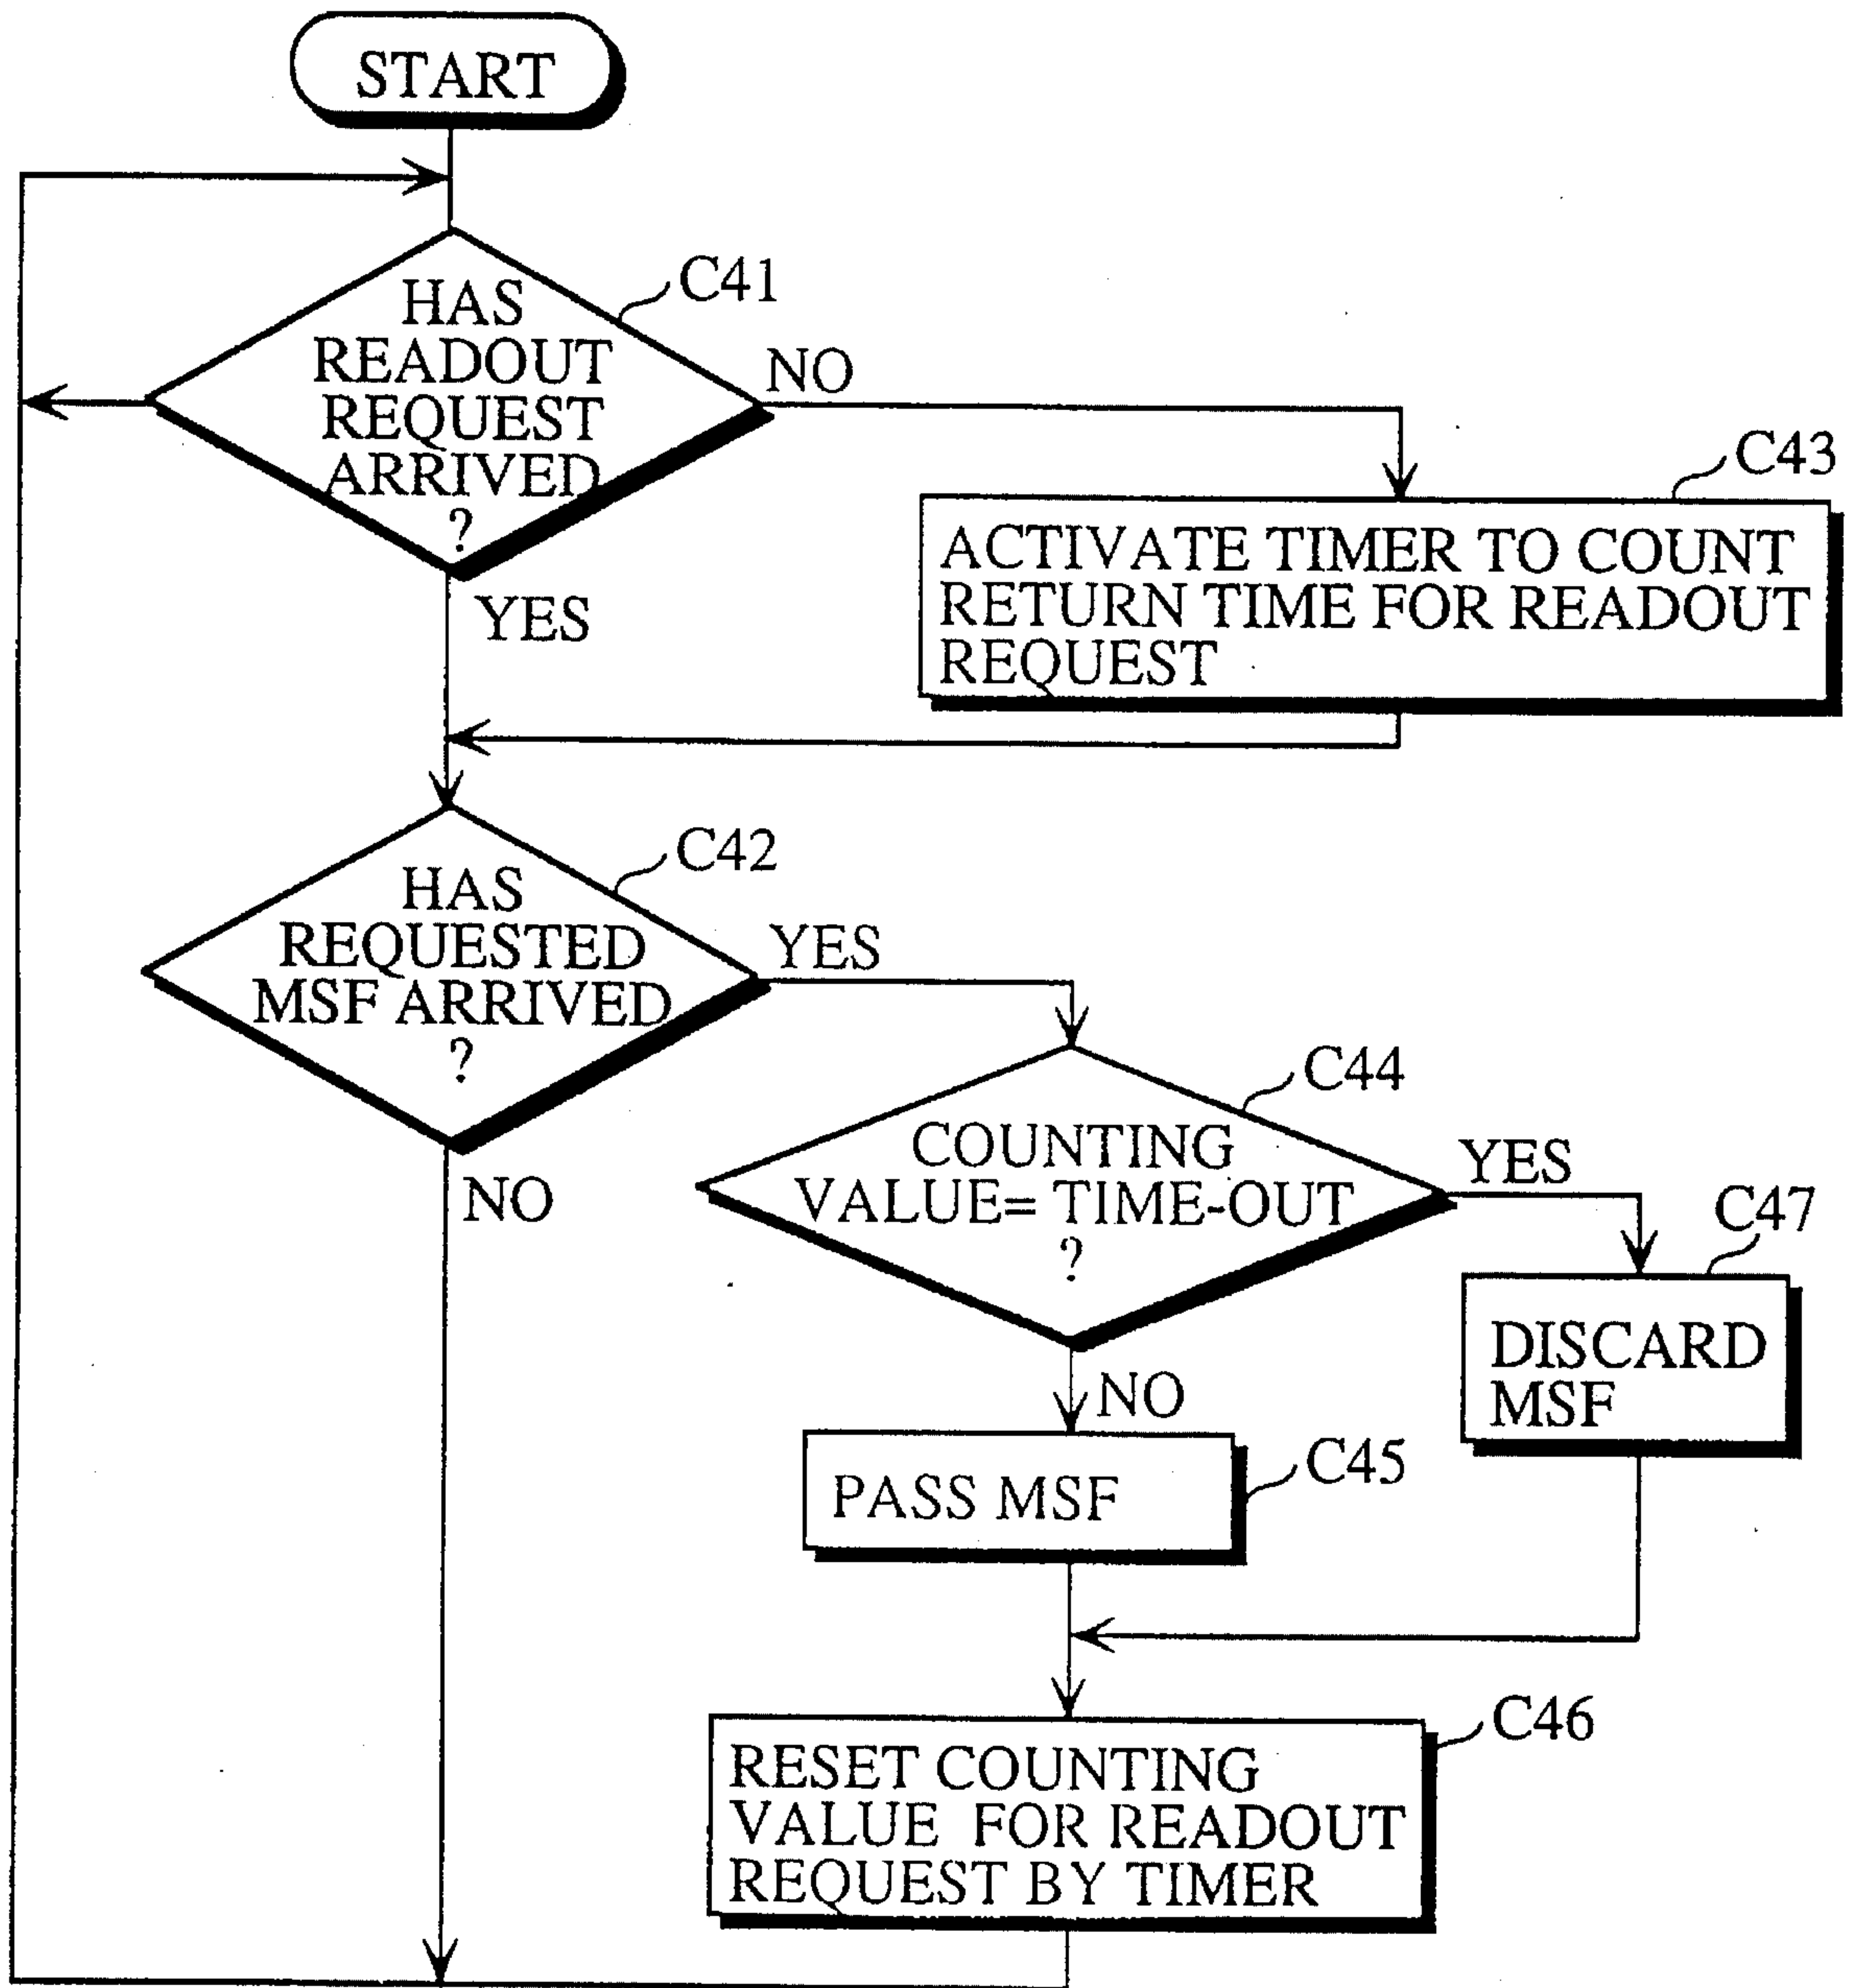 START
C41
HAS
READOUT
REQUEST
ARRIVED
?
NO
YES
C43
ACTIVATE TIMER TO COUNT
RETURN TIME FOR READOUT
REQUEST
C42
HAS
REQUESTED
MSF ARRIVED
?
YES
NO
C44
COUNTING
VALUE= TIME-OUT
?
YES
NO
C47
DISCARD
MSF
C45
PASS MSF
C46
RESET COUNTING
VALUE FOR READOUT
REQUEST BY TIMER